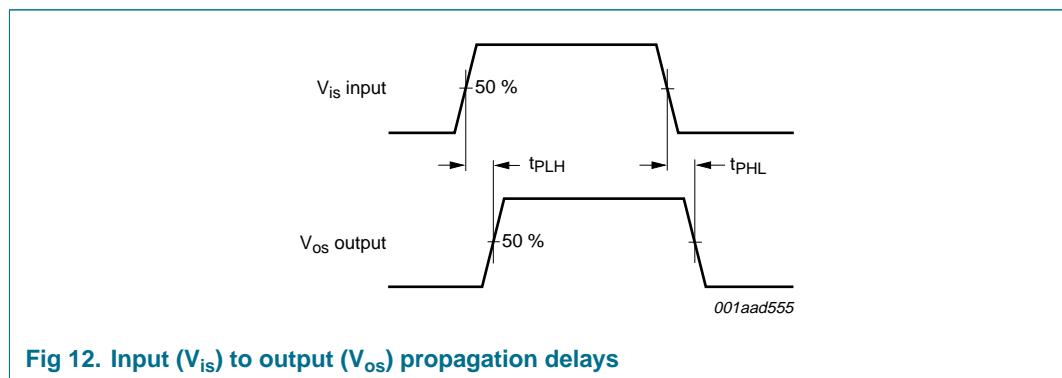 V_is input
50 %
t_PLH
t_PHL
V_os output
50 %
001aad555
Fig 12. Input (V_is) to output (V_os) propagation delays